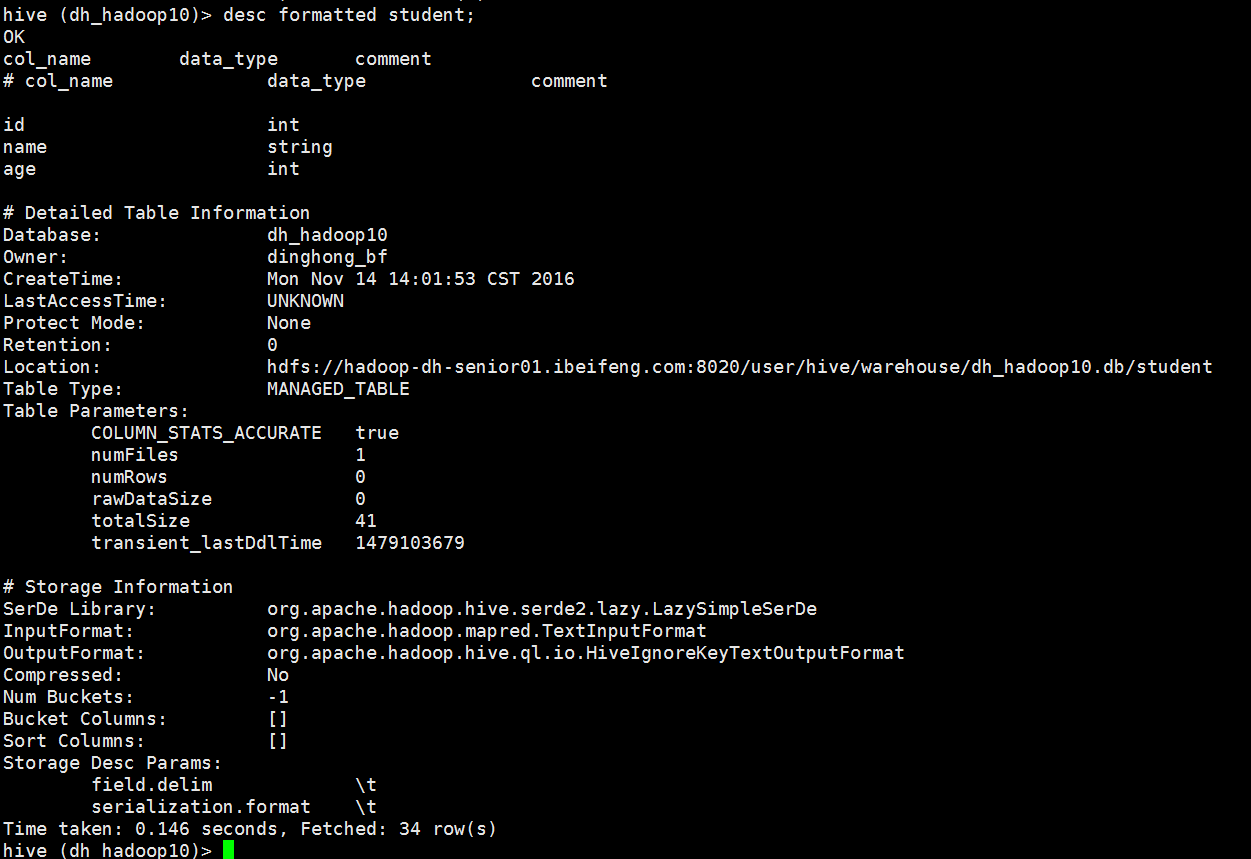 hive (dh_hadoop10)> desc formatted student;
OK
col_name data_type comment
# col_name data_type comment
id int
name string
age int
# Detailed Table Information
Database: dh_hadoop10
Owner: dinghong_bf
CreateTime: Mon Nov 14 14:01:53 CST 2016
LastAccessTime: UNKNOWN
Protect Mode: None
Retention: 0
Location: hdfs://hadoop-dh-senior01.ibeifeng.com:8020/user/hive/warehouse/dh_hadoop10.db/student
Table Type: MANAGED_TABLE
Table Parameters:
COLUMN_STATS_ACCURATE true
numFiles 1
numRows 0
rawDataSize 0
totalSize 41
transient_lastDdlTime 1479103679
# Storage Information
SerDe Library: org.apache.hadoop.hive.serde2.lazy.LazySimpleSerDe
InputFormat: org.apache.hadoop.mapred.TextInputFormat
OutputFormat: org.apache.hadoop.hive.ql.io.HiveIgnoreKeyTextOutputFormat
Compressed: No
Num Buckets: -1
Bucket Columns: []
Sort Columns: []
Storage Desc Params:
field.delim \t
serialization.format \t
Time taken: 0.146 seconds, Fetched: 34 row(s)
hive (dh_hadoop10)>